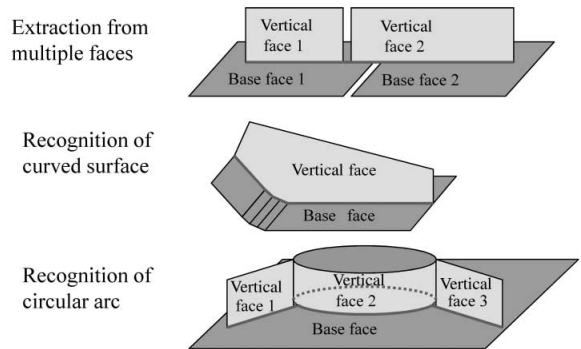 Extraction from
multiple faces
Vertical
face 1
Vertical
face 2
Base face 1
Base face 2
Recognition of
curved surface
Vertical face
Base face
Recognition of
circular arc
Vertical
face 1
Vertical
face 2
Vertical
face 3
Base face